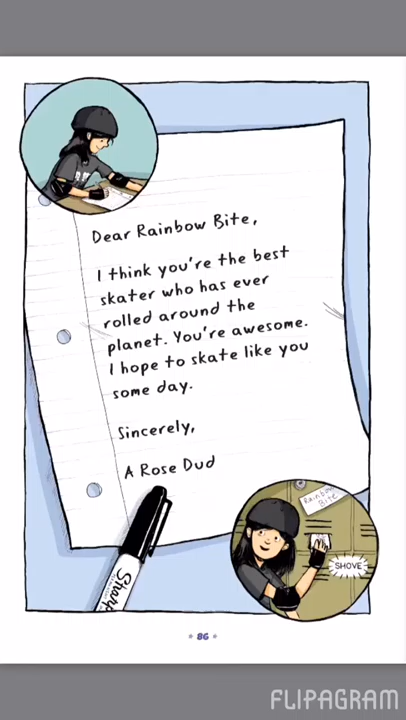 Dear Rainbow Bite,
I think you're the best
skater who has ever
rolled around the
planet. You're awesome.
I hope to skate like you
some day.
Sincerely,
A Rose Dud
Rainbow
Bite
SHOVE
Sharp
86
FLIPAGRAM